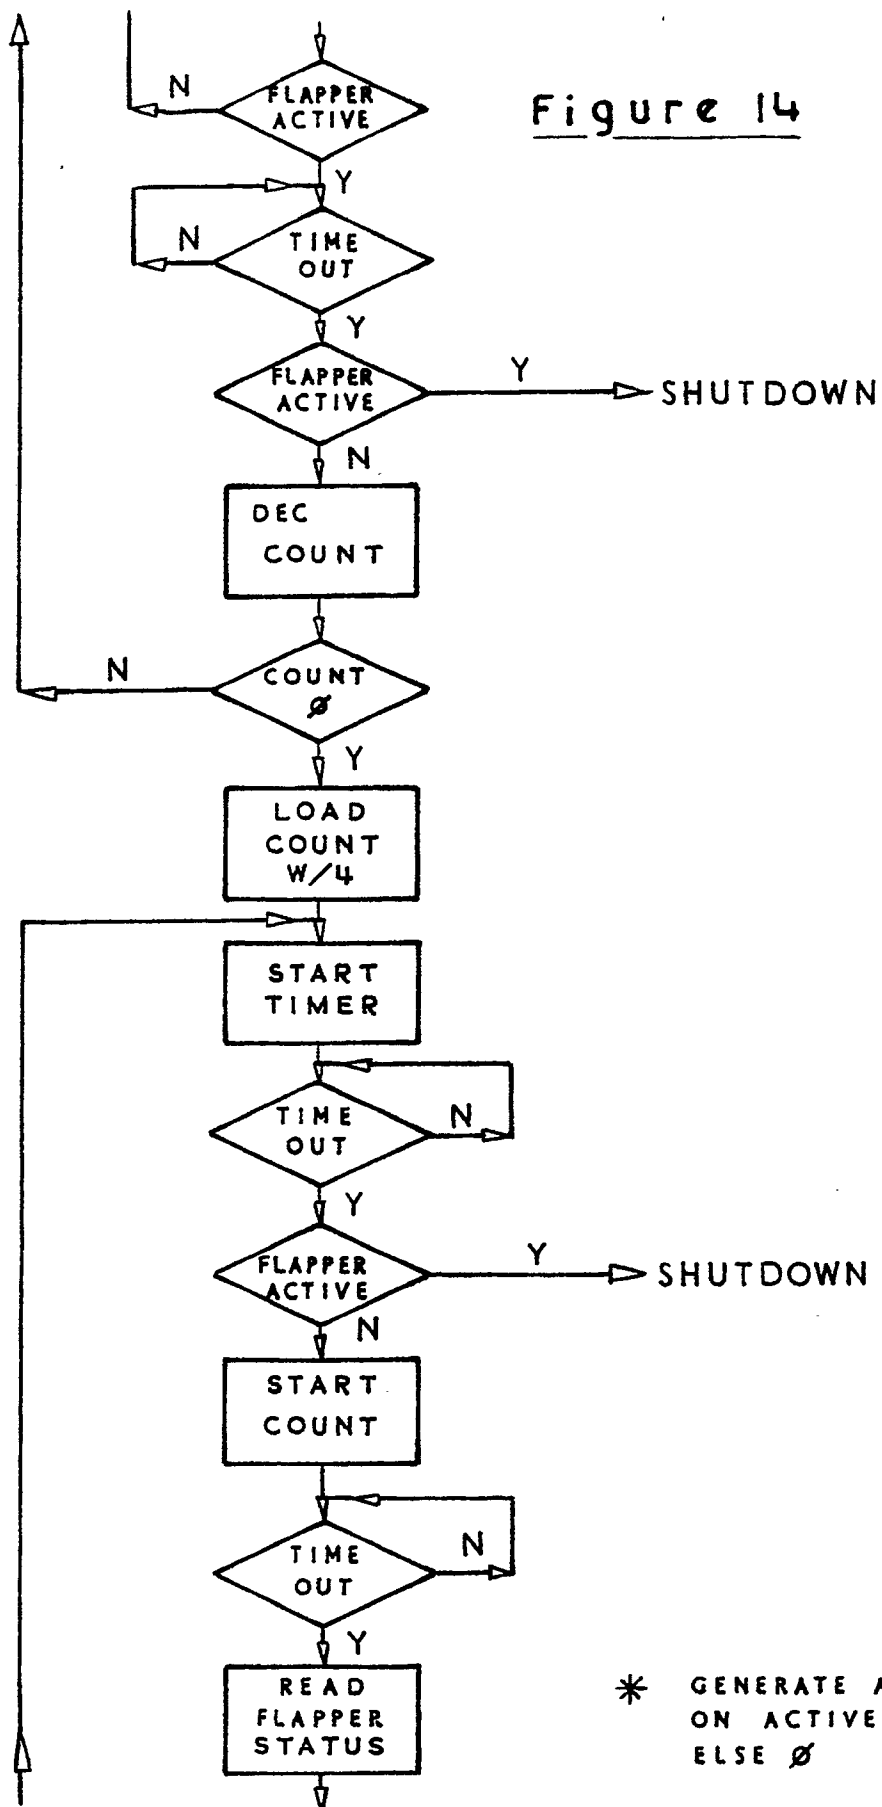 Figure 14
N
FLAPPER
ACTIVE
Y
N
TIME
OUT
Y
FLAPPER
ACTIVE
Y
SHUTDOWN
N
DEC
COUNT
N
COUNT
Ø
Y
LOAD
COUNT
W/4
START
TIMER
TIME
OUT
N
Y
FLAPPER
ACTIVE
Y
SHUTDOWN
N
START
COUNT
TIME
OUT
N
Y
READ
FLAPPER
STATUS
* GENERATE
ON ACTIVE
ELSE Ø